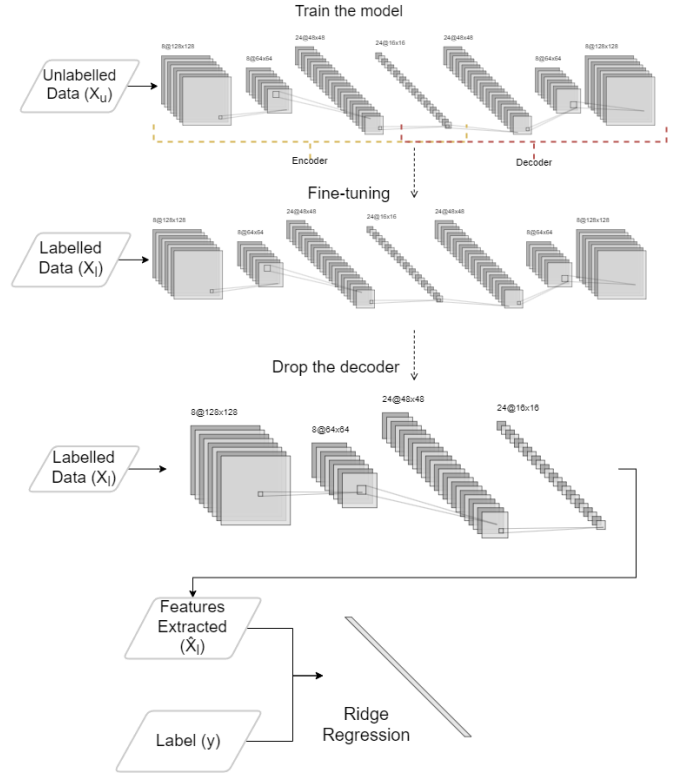 Train the model
8@128x128
8@64x64
24@48x48
24@16x16
24@48x48
8@64x64
8@128x128
Unlabelled
Data (Xu)
Encoder
Decoder
Fine-tuning
8@128x128
8@64x64
24@48x48
24@16x16
24@48x48
8@64x64
8@128x128
Labelled
Data (Xl)
Drop the decoder
8@128x128
8@64x64
24@48x48
24@16x16
Labelled
Data (Xl)
Features
Extracted
(X̂l)
Label (y)
Ridge
Regression